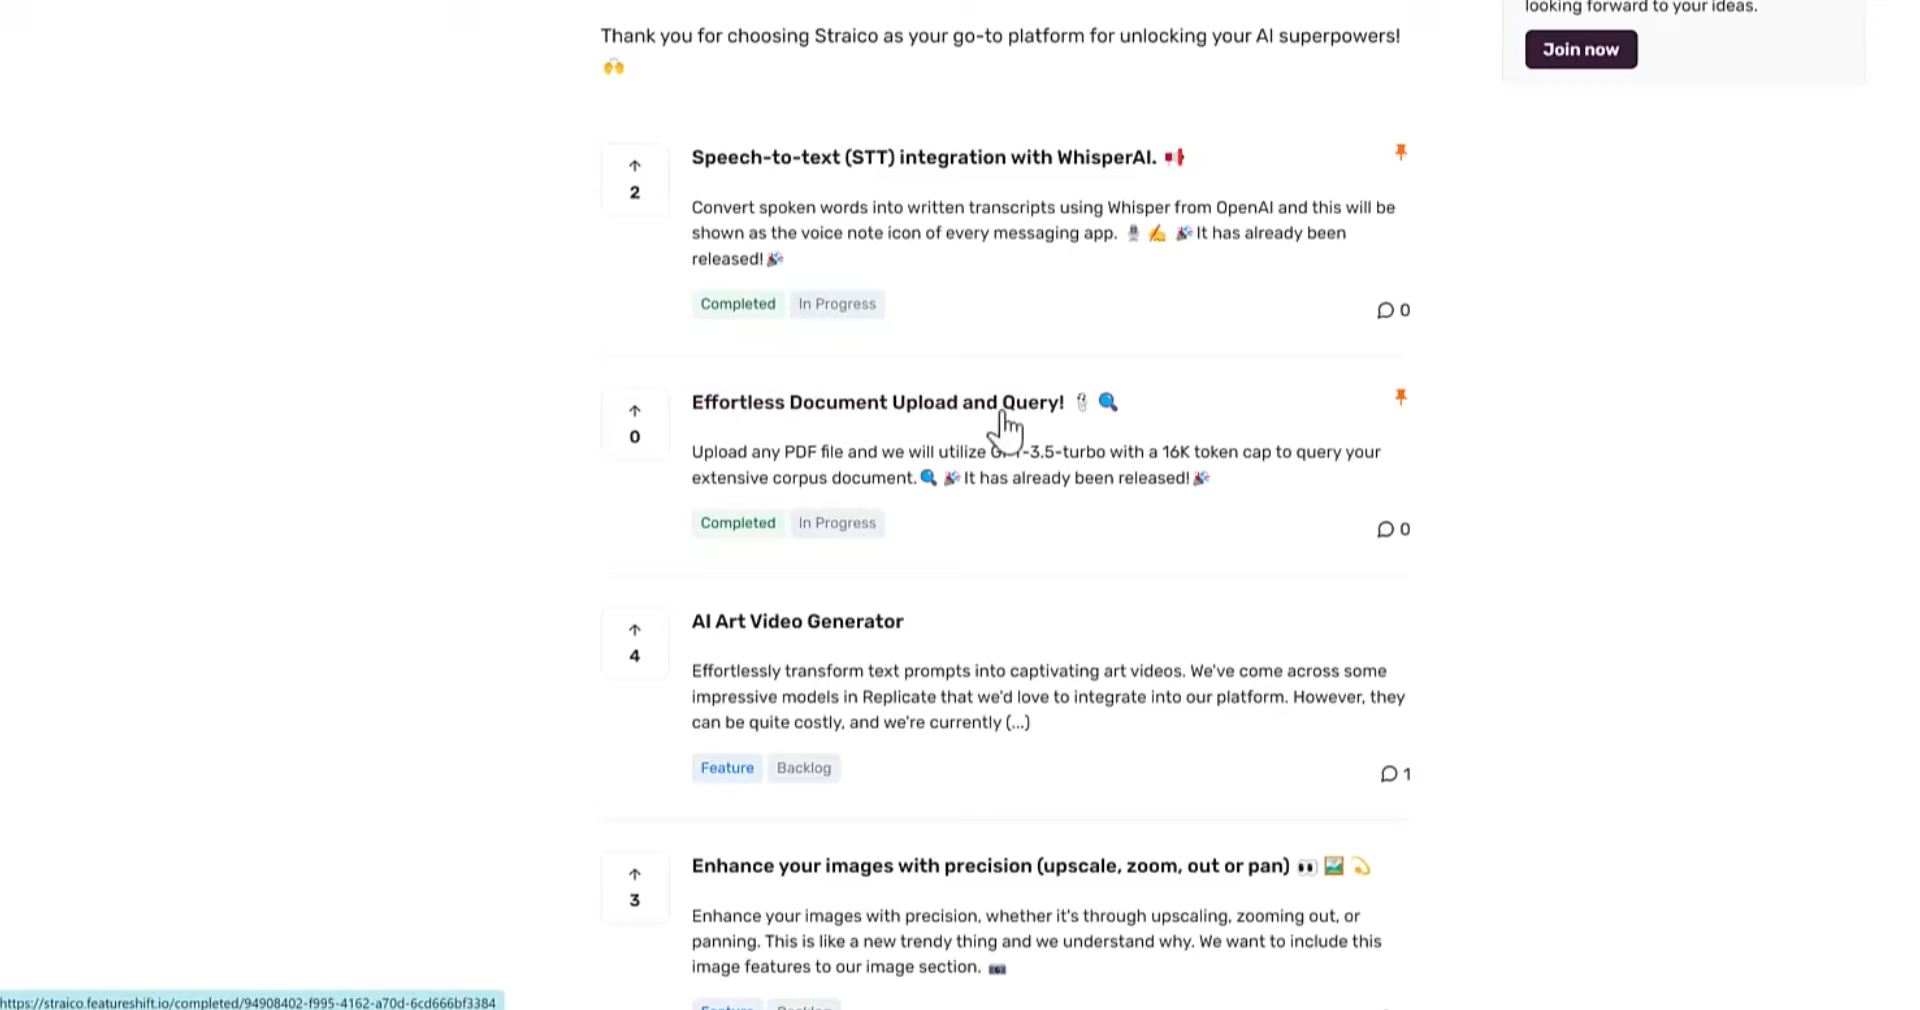 looking forward to your ideas.
Join now
Thank you for choosing Straico as your go-to platform for unlocking your AI superpowers!
🙌
2
Speech-to-text (STT) integration with WhisperAI.
Convert spoken words into written transcripts using Whisper from OpenAI and this will be
shown as the voice note icon of every messaging app. 🎙️ ✍️ 🎉It has already been
released!🎉
Completed In Progress
0
0
Effortless Document Upload and Query! 🔍
Upload any PDF file and we will utilize -3.5-turbo with a 16K token cap to query your
extensive corpus document.🔍 🎉It has already been released!🎉
Completed In Progress
0
4
AI Art Video Generator
Effortlessly transform text prompts into captivating art videos. We've come across some
impressive models in Replicate that we'd love to integrate into our platform. However, they
can be quite costly, and we're currently (...)
Feature Backlog
1
3
Enhance your images with precision (upscale, zoom, out or pan) 👀 🖼️ 💫
Enhance your images with precision, whether it's through upscaling, zooming out, or
panning. This is like a new trendy thing and we understand why. We want to include this
image features to our image section. 📷
Feature Backlog
https://straico.featureshift.io/completed/94908402-f995-4162-a70d-6cd666bf3384